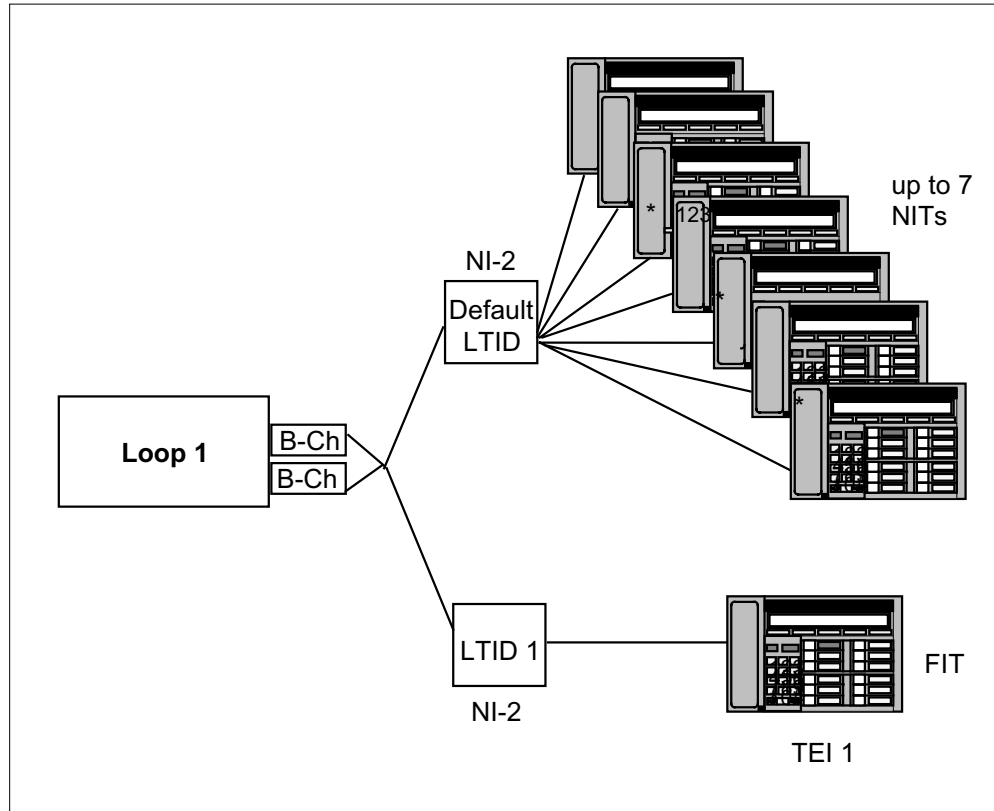 up to 7
NITs
*
123
*
*
NI-2
Default
LTID
Loop 1
B-Ch
B-Ch
LTID 1
NI-2
FIT
TEI 1